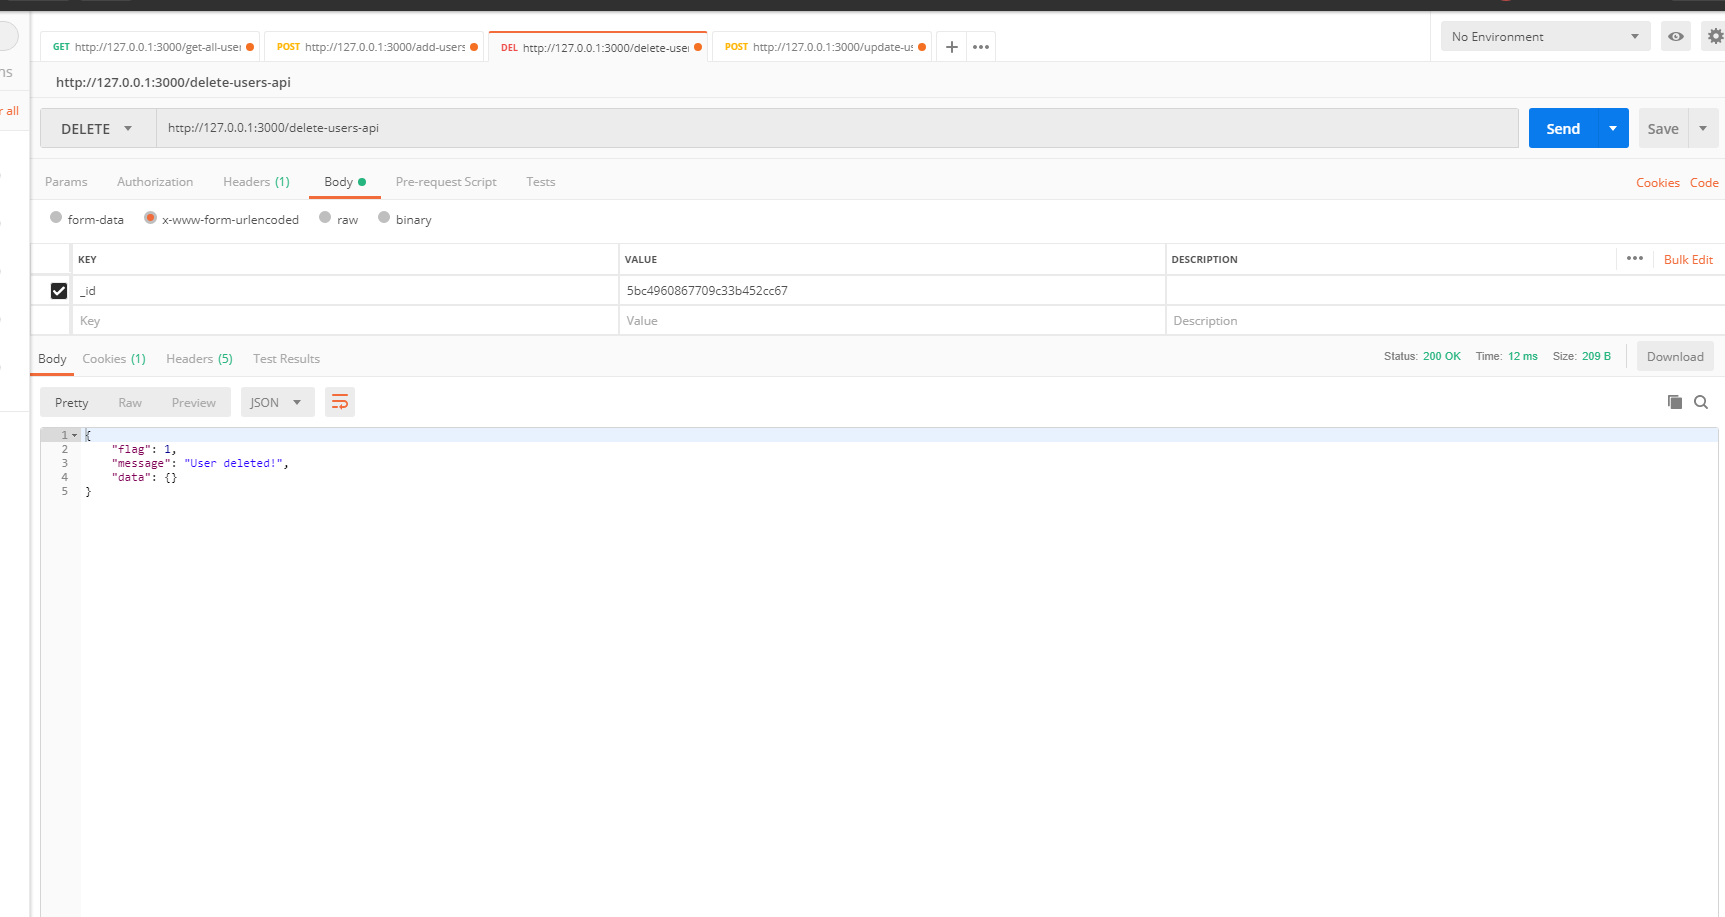 GET http://127.0.0.1:3000/get-all-use
POST http://127.0.0.1:3000/add-users
DEL http://127.0.0.1:3000/delete-use
POST http://127.0.0.1:3000/update-u
No Environment
ns
r all
http://127.0.0.1:3000/delete-users-api
DELETE http://127.0.0.1:3000/delete-users-api
Send
Save
Params Authorization Headers (1) Body Pre-request Script Tests
Cookies Code
form-data x-www-form-urlencoded raw binary
KEY VALUE DESCRIPTION
Bulk Edit
_id 5bc4960867709c33b452cc67
Key Value Description
Body Cookies (1) Headers (5) Test Results
Status: 200 OK Time: 12 ms Size: 209 B
Download
Pretty Raw Preview JSON
1 {
2 "flag": 1,
3 "message": "User deleted!",
4 "data": {}
5 }